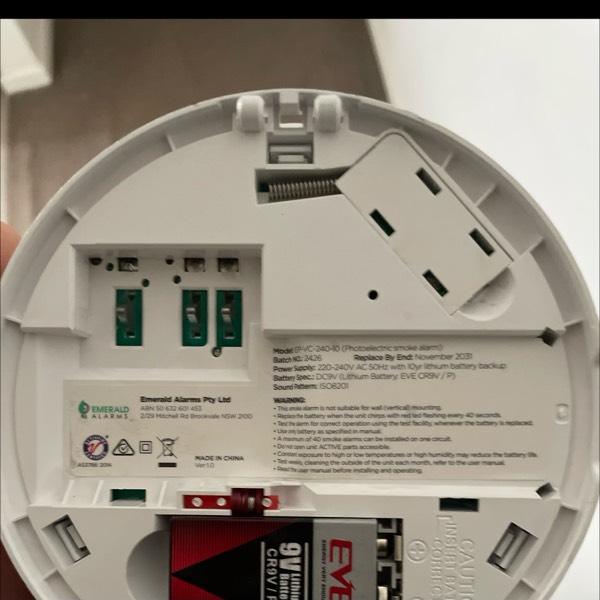 Model: EP-VC-240-10 (Photoelectric smoke alarm)
Batch NO.: 2426 Replace By End: November 2031
Power Supply: 220-240V AC 50Hz with 10yr lithium battery backup
Battery Spec.: DC9V (Lithium Battery, EVE CR9V / P)
Sound Pattern: ISO8201
WARNING:
• This smoke alarm is not suitable for wall (vertical) mounting.
• Replace the battery when the unit chirps with red led flashing every 40 seconds.
• Test the alarm for correct operation using the test facility, whenever the battery is replaced.
• Use only battery as specified in manual.
• A maximum of 40 smoke alarms can be installed on one circuit.
• Do not open unit ACTIVE parts accessible.
• Constant exposure to high or low temperatures or high humidity may reduce the battery life.
• Test weekly, cleaning the outside of the unit each month, refer to the user manual.
• Read the user manual before installing and operating.
EMERALD
ALARMS
Emerald Alarms Pty Ltd
ABN 50 632 601 453
2/29 Mitchell Rd Brookvale NSW 2100
AS3786:2014
MADE IN CHINA
Ver 1.0
EVE
ENERGY VERY ENDURE
9V Lithium
Battery
CR9V / P
CAUTION